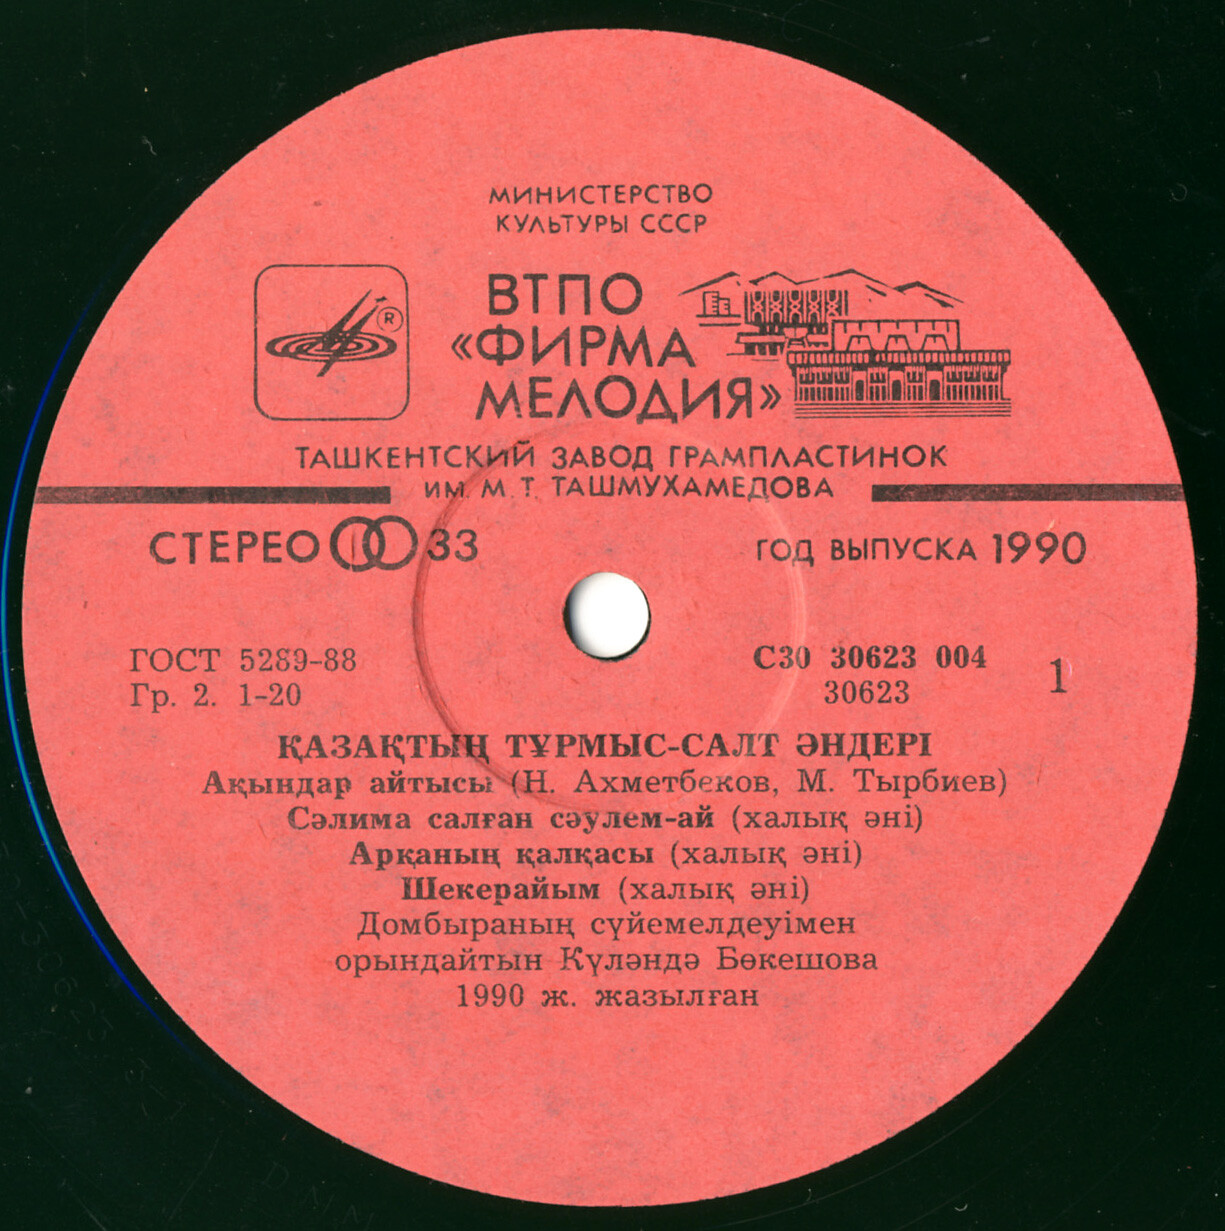 МИНИСТЕРСТВО
КУЛЬТУРЫ СССР
ВТПО
«ФИРМА
МЕЛОДИЯ»
®
ТАШКЕНТСКИЙ ЗАВОД ГРАМПЛАСТИНОК
ИМ. М. Т. ТАШМУХАМЕДОВА
СТЕРЕО 33
ГОД ВЫПУСКА 1990
ГОСТ 5289-88
Гр. 2. 1-20
С30 30623 004
30623
1
ҚАЗАҚТЫҢ ТҰРМЫС-САЛТ ӘНДЕРІ
Ақындар айтысы (Н. Ахметбеков, М. Тырбиев)
Сәлима салған сәулем-ай (халық әні)
Арқаның қалқасы (халық әні)
Шекерайым (халық әні)
Домбыраның сүйемелдеуімен
орындайтын Күләндә Бөкешова
1990 ж. жазылған